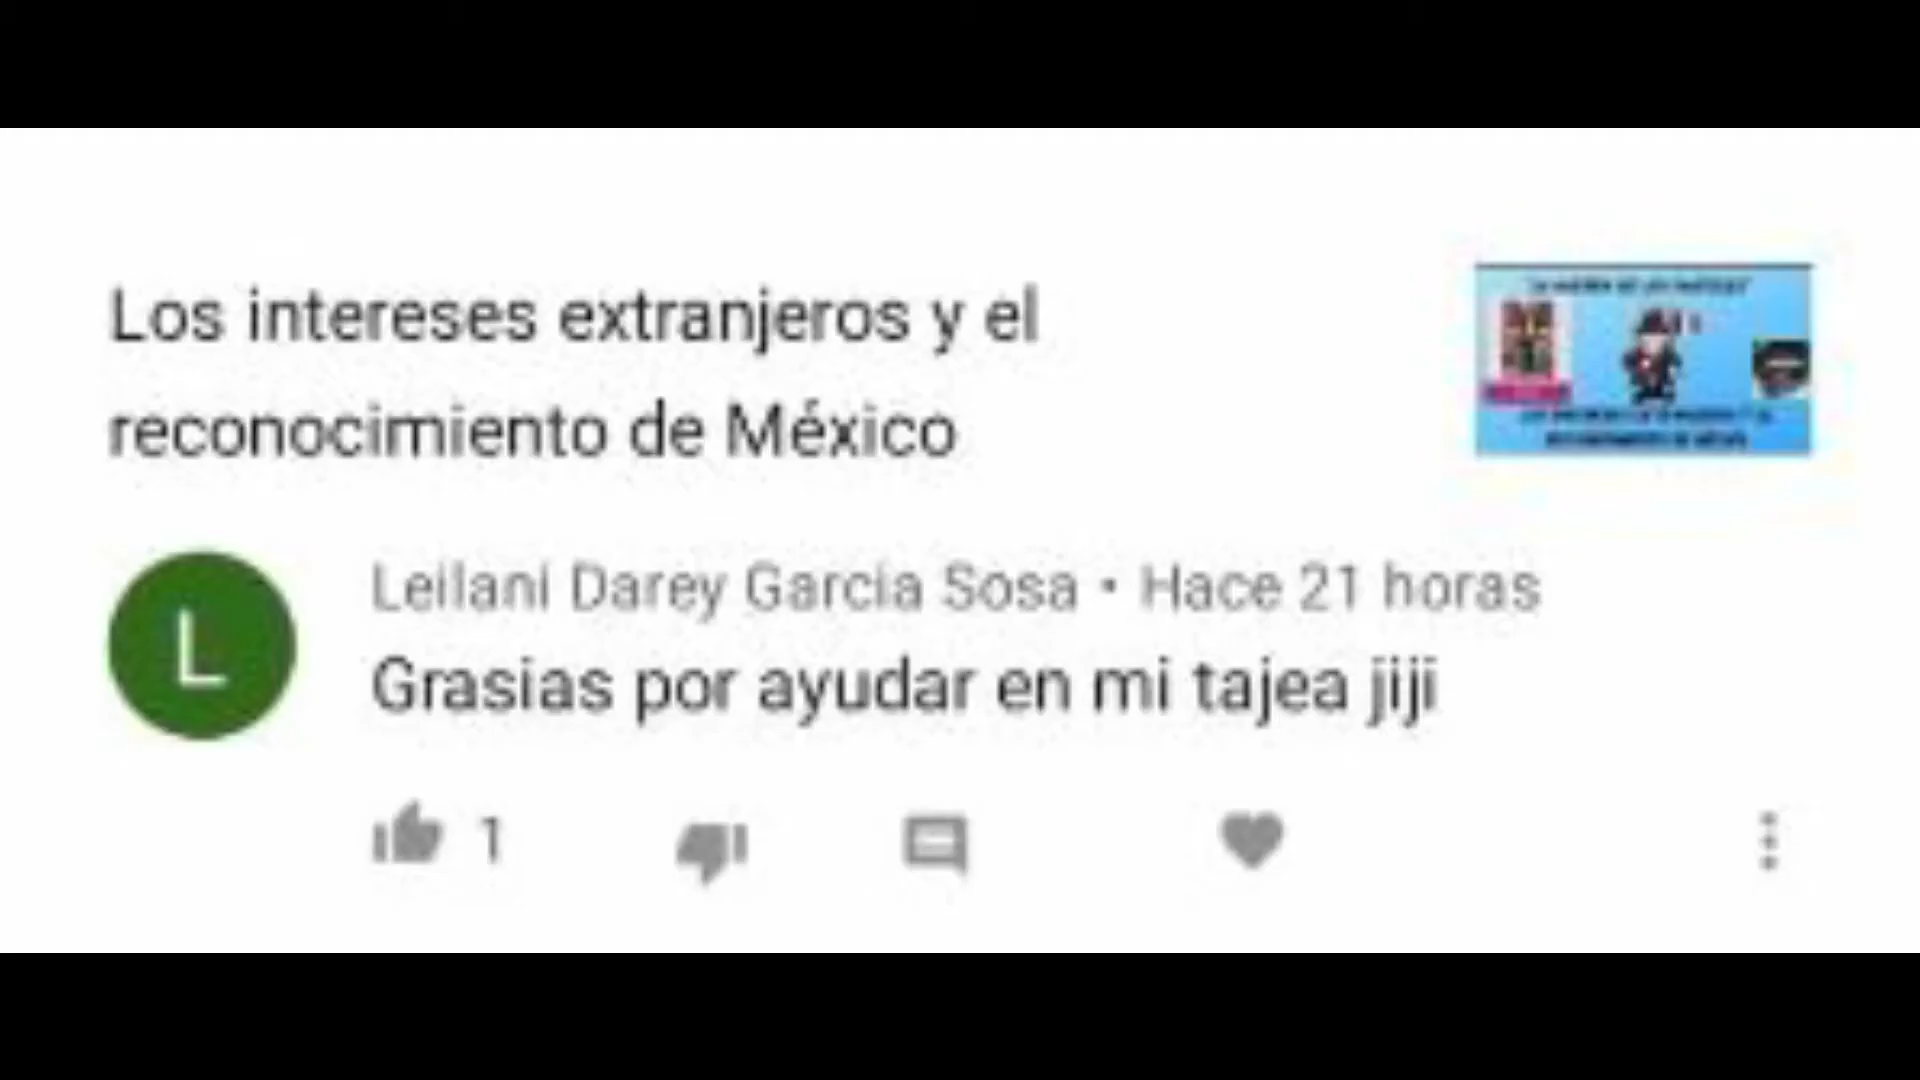 Los intereses extranjeros y el
reconocimiento de México
L
Leilani Darey Garcia Sosa • Hace 21 horas
Grasias por ayudar en mi tajea jiji
1